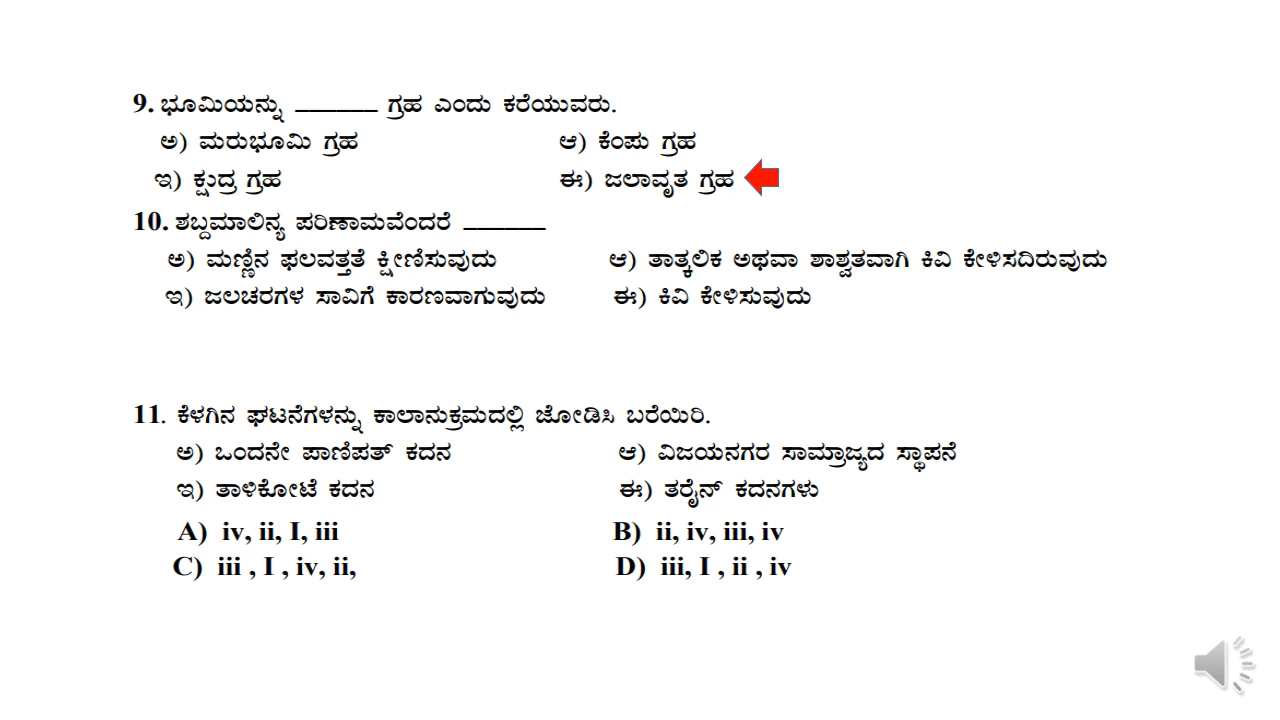 9. ಭೂಮಿಯನ್ನು ______ ಗ್ರಹ ಎಂದು ಕರೆಯುವರು.
ಅ) ಮರುಭೂಮಿ ಗ್ರಹ ಆ) ಕೆಂಪು ಗ್ರಹ
ಇ) ಕ್ಷುದ್ರ ಗ್ರಹ ಈ) ಜಲಾವೃತ ಗ್ರಹ
10. ಶಬ್ದಮಾಲಿನ್ಯ ಪರಿಣಾಮವೆಂದರೆ ______
ಅ) ಮಣ್ಣಿನ ಫಲವತ್ತತೆ ಕ್ಷೀಣಿಸುವುದು ಆ) ತಾತ್ಕಲಿಕ ಅಥವಾ ಶಾಶ್ವತವಾಗಿ ಕಿವಿ ಕೇಳಿಸದಿರುವುದು
ಇ) ಜಲಚರಗಳ ಸಾವಿಗೆ ಕಾರಣವಾಗುವುದು ಈ) ಕಿವಿ ಕೇಳಿಸುವುದು
11. ಕೆಳಗಿನ ಘಟನೆಗಳನ್ನು ಕಾಲಾನುಕ್ರಮದಲ್ಲಿ ಜೋಡಿಸಿ ಬರೆಯಿರಿ.
ಅ) ಒಂದನೇ ಪಾಣಿಪತ್ ಕದನ ಆ) ವಿಜಯನಗರ ಸಾಮ್ರಾಜ್ಯದ ಸ್ಥಾಪನೆ
ಇ) ತಾಳಿಕೋಟೆ ಕದನ ಈ) ತರೈನ್ ಕದನಗಳು
A) iv, ii, I, iii B) ii, iv, iii, iv
C) iii , I , iv, ii, D) iii, I , ii , iv